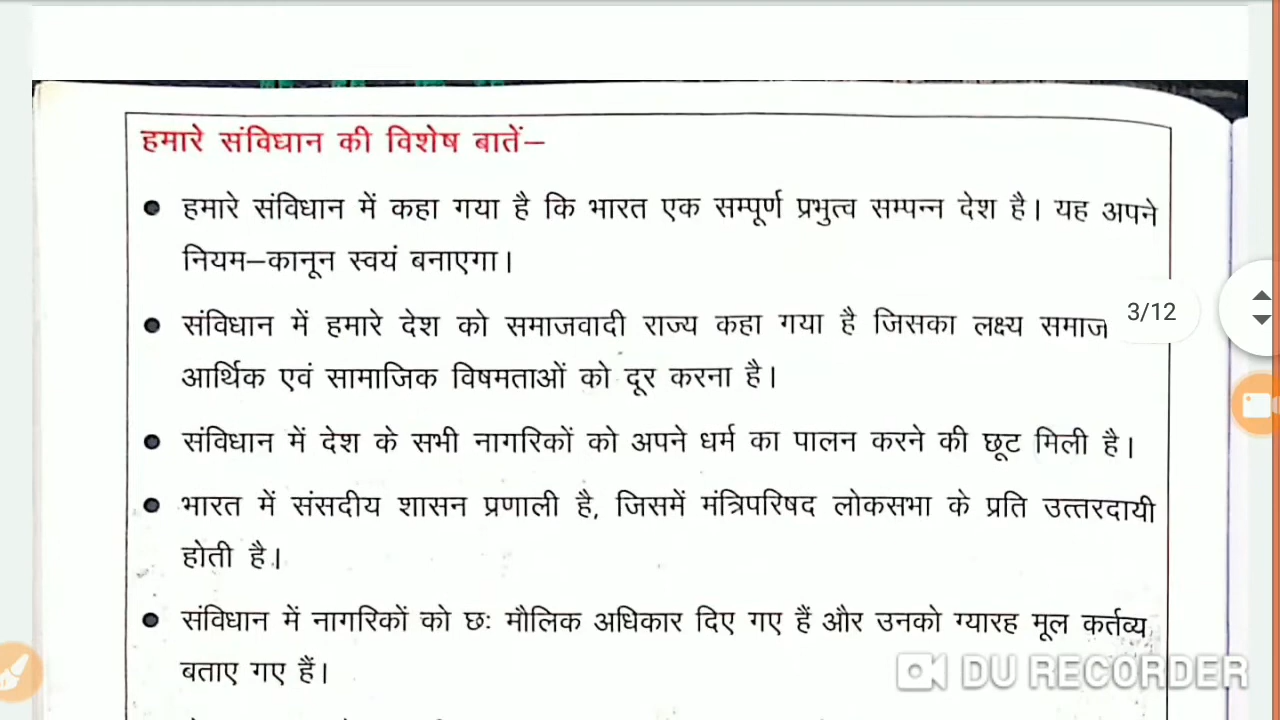 हमारे संविधान की विशेष बातें–
● हमारे संविधान में कहा गया है कि भारत एक सम्पूर्ण प्रभुत्व सम्पन्न देश है। यह अपने
नियम–कानून स्वयं बनाएगा।
● संविधान में हमारे देश को समाजवादी राज्य कहा गया है जिसका लक्ष्य समाज
3/12
आर्थिक एवं सामाजिक विषमताओं को दूर करना है।
● संविधान में देश के सभी नागरिकों को अपने धर्म का पालन करने की छूट मिली है।
● भारत में संसदीय शासन प्रणाली है, जिसमें मंत्रिपरिषद लोकसभा के प्रति उत्तरदायी
होती है।
● संविधान में नागरिकों को छः मौलिक अधिकार दिए गए हैं और उनको ग्यारह मूल कर्तव्य
बताए गए हैं।
DU RECORDER